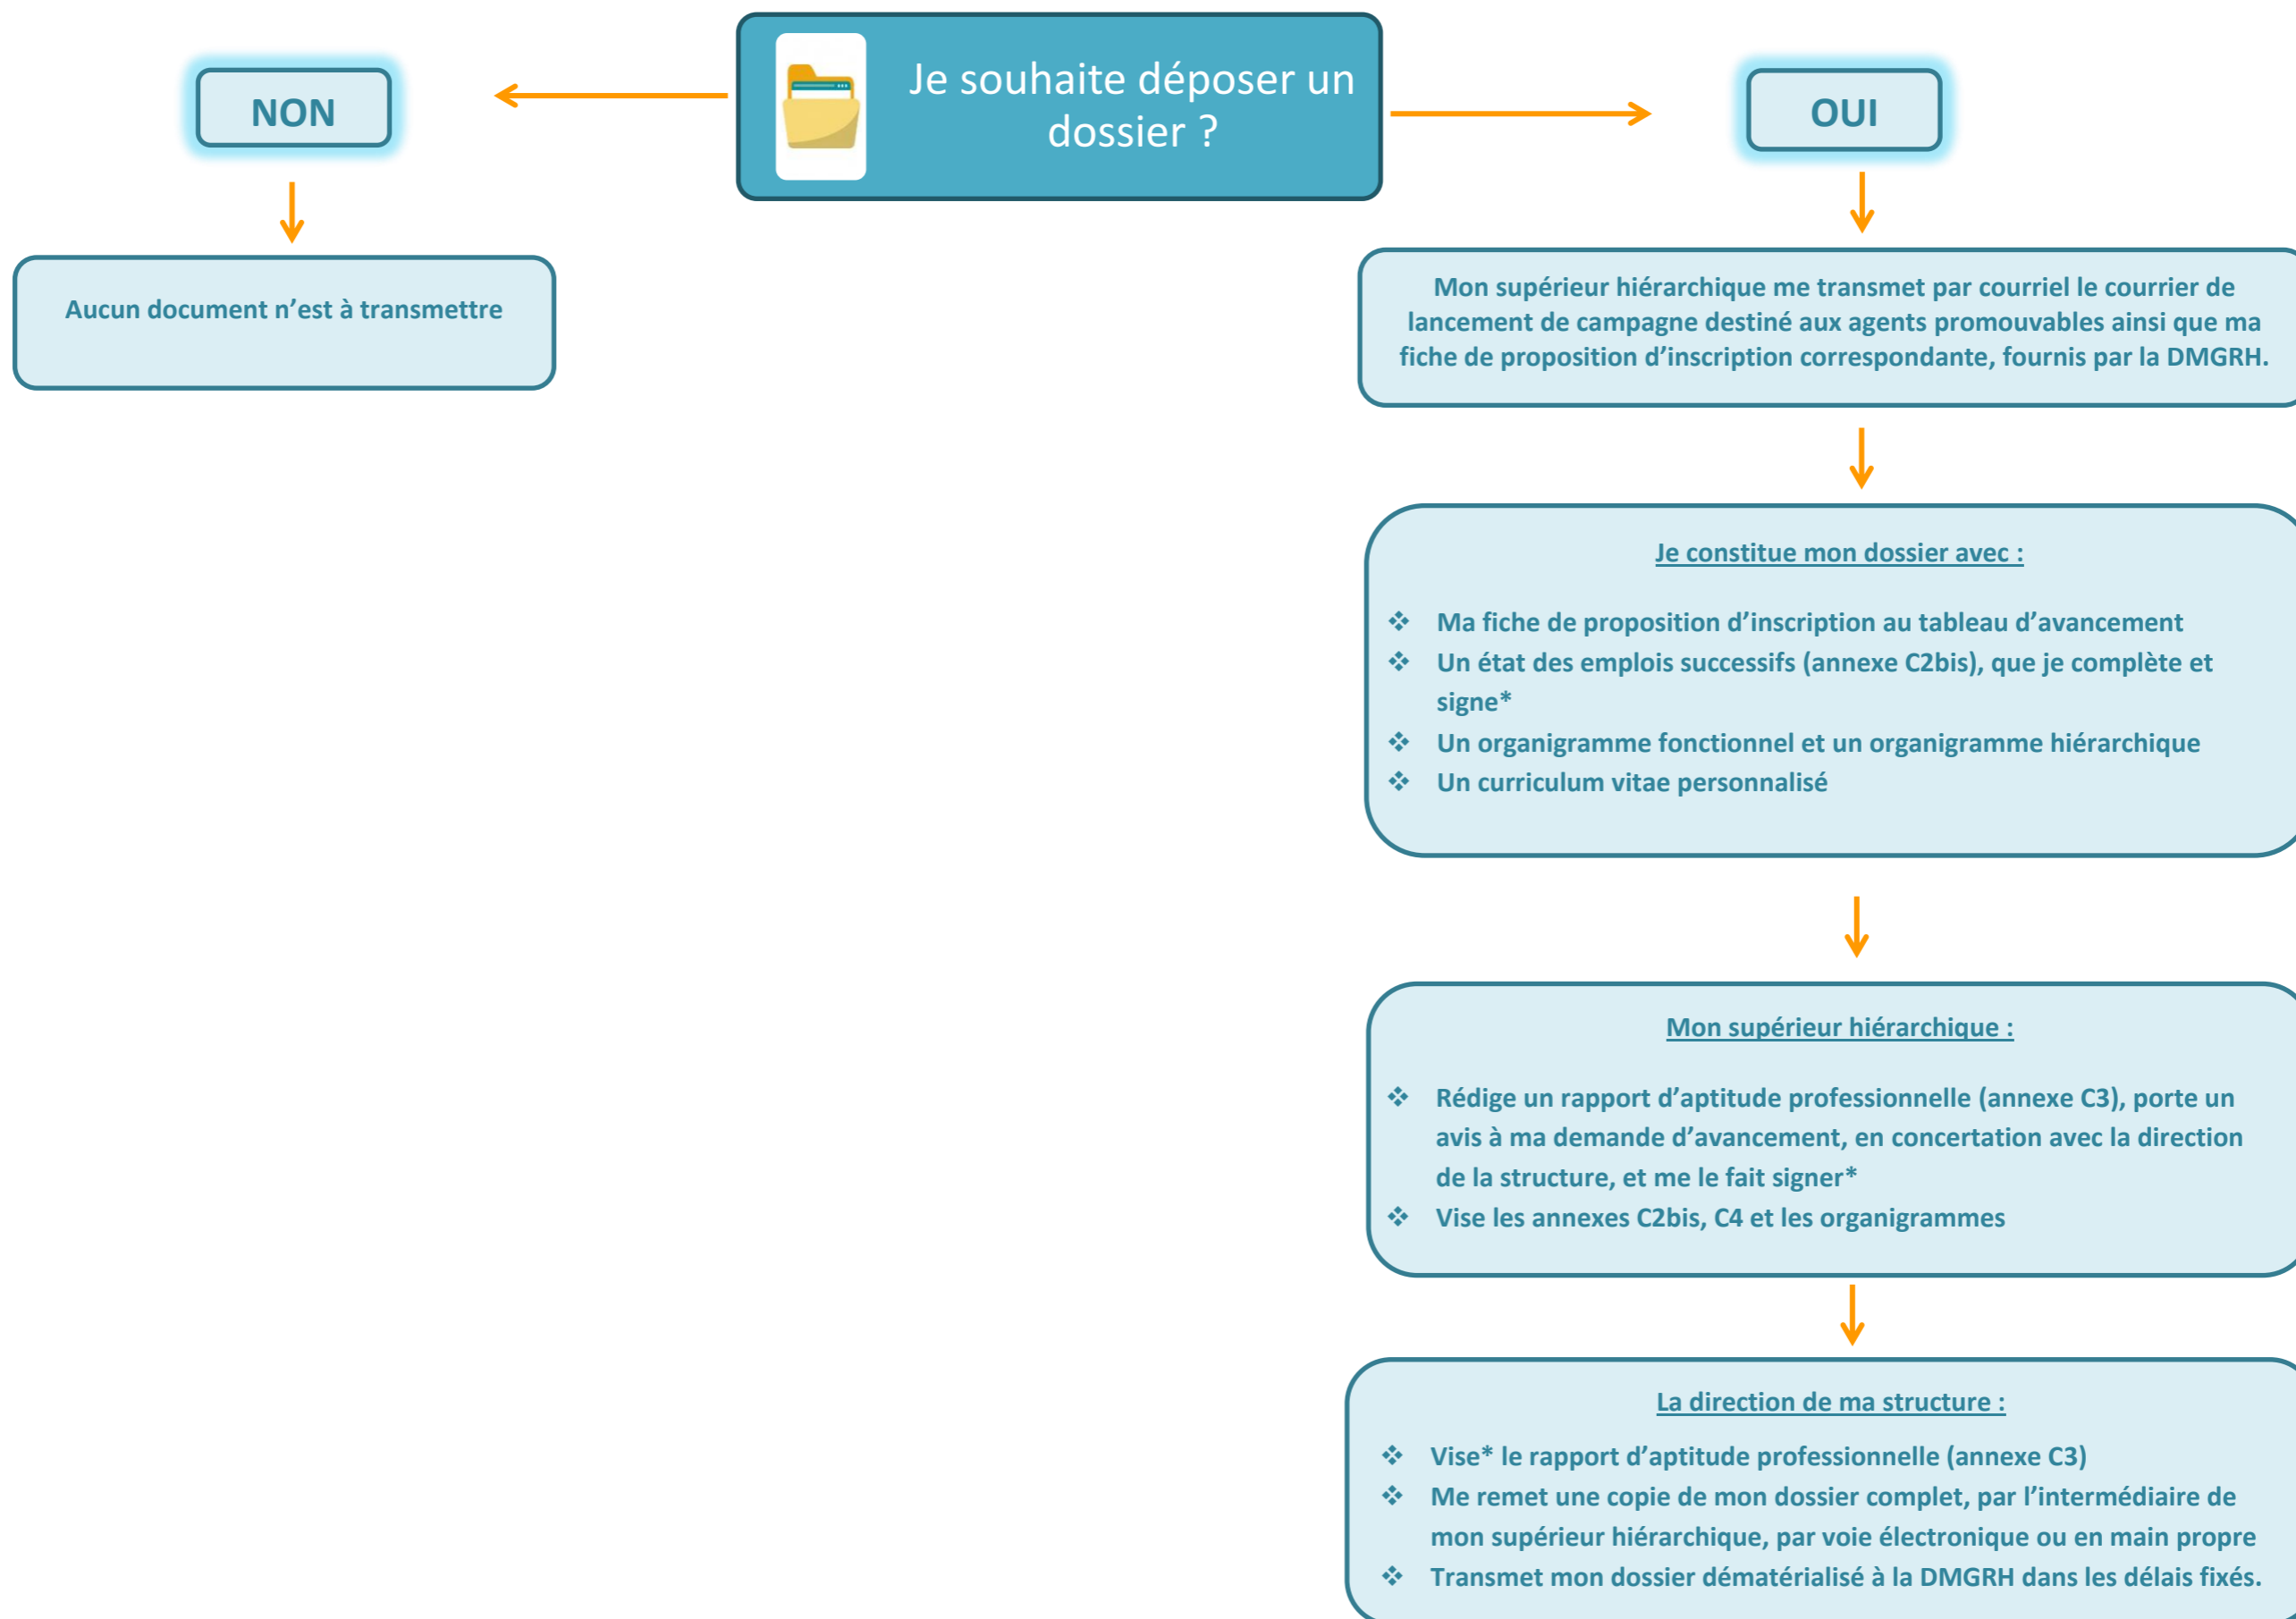 Je souhaite déposer un
dossier ?
NON
OUI
Aucun document n’est à transmettre
Mon supérieur hiérarchique me transmet par courriel le courrier de
lancement de campagne destiné aux agents promouvables ainsi que ma
fiche de proposition d’inscription correspondante, fournis par la DMGRH.
Je constitue mon dossier avec :
❖ Ma fiche de proposition d’inscription au tableau d’avancement
❖ Un état des emplois successifs (annexe C2bis), que je complète et
signe*
❖ Un organigramme fonctionnel et un organigramme hiérarchique
❖ Un curriculum vitae personnalisé
Mon supérieur hiérarchique :
❖ Rédige un rapport d’aptitude professionnelle (annexe C3), porte un
avis à ma demande d’avancement, en concertation avec la direction
de la structure, et me le fait signer*
❖ Vise les annexes C2bis, C4 et les organigrammes
La direction de ma structure :
❖ Vise* le rapport d’aptitude professionnelle (annexe C3)
❖ Me remet une copie de mon dossier complet, par l’intermédiaire de
mon supérieur hiérarchique, par voie électronique ou en main propre
❖ Transmet mon dossier dématérialisé à la DMGRH dans les délais fixés.